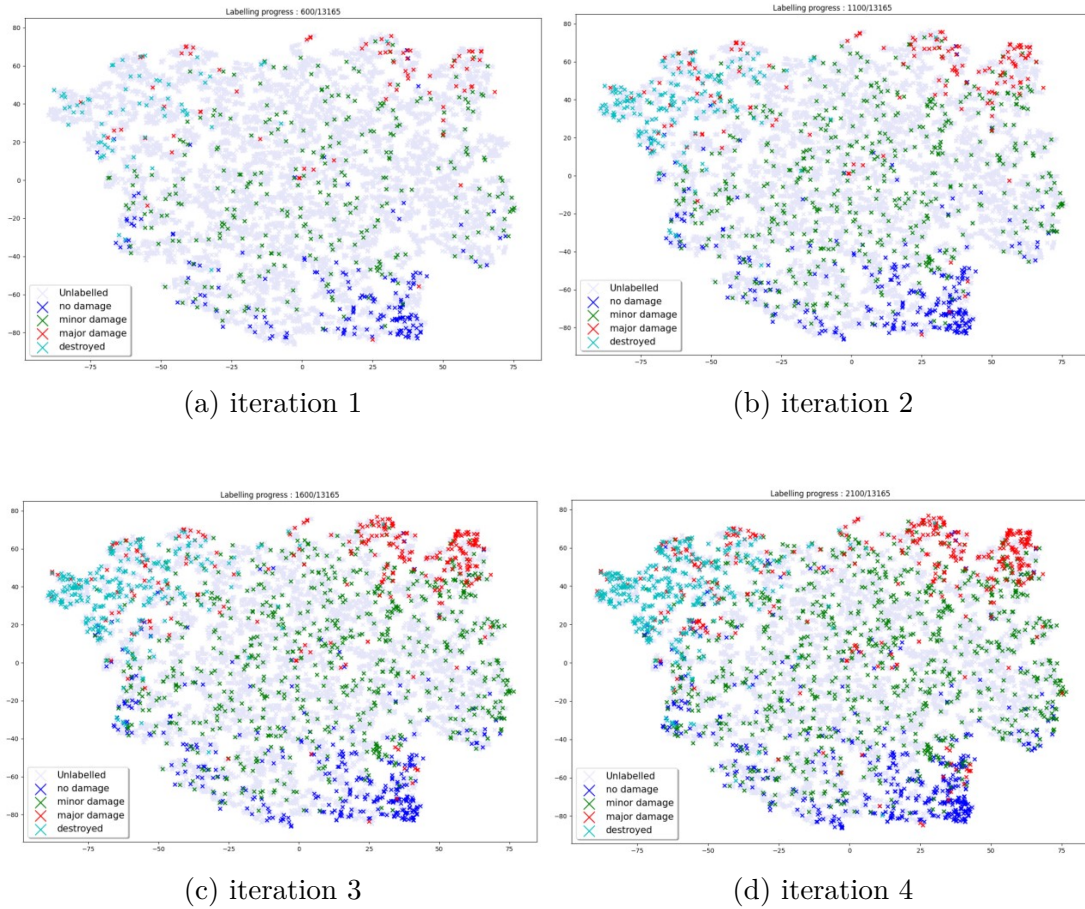 Labelling progress : 600/13165
80
60
40
20
0
−20
−40
−60
−80
Unlabelled
no damage
minor damage
major damage
destroyed
−75 −50 −25 0 25 50 75
(a) iteration 1
Labelling progress : 1100/13165
80
60
40
20
0
−20
−40
−60
−80
Unlabelled
no damage
minor damage
major damage
destroyed
−75 −50 −25 0 25 50 75
(b) iteration 2
Labelling progress : 1600/13165
80
60
40
20
0
−20
−40
−60
−80
Unlabelled
no damage
minor damage
major damage
destroyed
−75 −50 −25 0 25 50 75
(c) iteration 3
Labelling progress : 2100/13165
80
60
40
20
0
−20
−40
−60
−80
Unlabelled
no damage
minor damage
major damage
destroyed
−75 −50 −25 0 25 50 75
(d) iteration 4